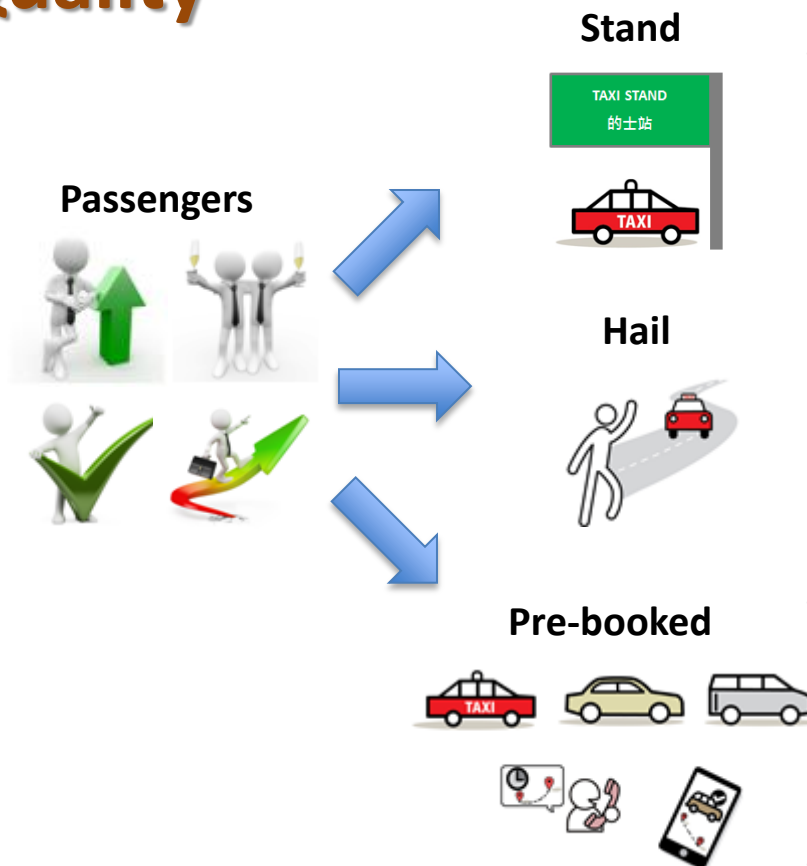 Stand
TAXI STAND
的士站
TAXI
Passengers
Hail
Pre-booked
TAXI